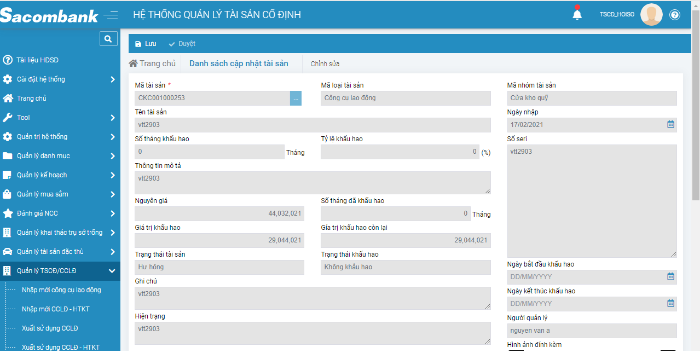 Sacombank
HỆ THỐNG QUẢN LÝ TÀI SẢN CỐ ĐỊNH
TSCD_HOISO
Tài liệu HDSD
Cài đặt hệ thống
Trang chủ
Tool
Quản trị hệ thống
Quản lý danh mục
Quản lý kế hoạch
Quản lý mua sắm
Đánh giá NCC
Quản lý khai thác trụ sở trống
Quản lý tài sản đặc thù
Quản lý TSCĐ/CCLĐ
Nhập mới công cụ lao động
Nhập mới CCLĐ - HTKT
Xuất sử dụng CCLĐ
Xuất sử dụng CCLĐ - HTKT
Lưu
Duyệt
Trang chủ
Danh sách cập nhật tài sản
Chỉnh sửa
Mã tài sản *
CKC001000253
Mã loại tài sản
Công cụ lao động
Mã nhóm tài sản
Cửa kho quỹ
Tên tài sản
vtt2903
Ngày nhập
17/02/2021
Số tháng khấu hao
0 Tháng
Tỷ lệ khấu hao
0 (%)
Số seri
vtt2903
Thông tin mô tả
vtt2903
Nguyên giá
44,032,021
Số tháng đã khấu hao
0 Tháng
Giá trị khấu hao
29,044,021
Giá trị khấu hao còn lại
29,044,021
Trạng thái tài sản
Hư hỏng
Trạng thái khấu hao
Không khấu hao
Ngày bắt đầu khấu hao
DD/MM/YYYY
Ghi chú
vtt2903
Ngày kết thúc khấu hao
DD/MM/YYYY
Hiện trạng
vtt2903
Người quản lý
nguyen van a
Hình ảnh đính kèm